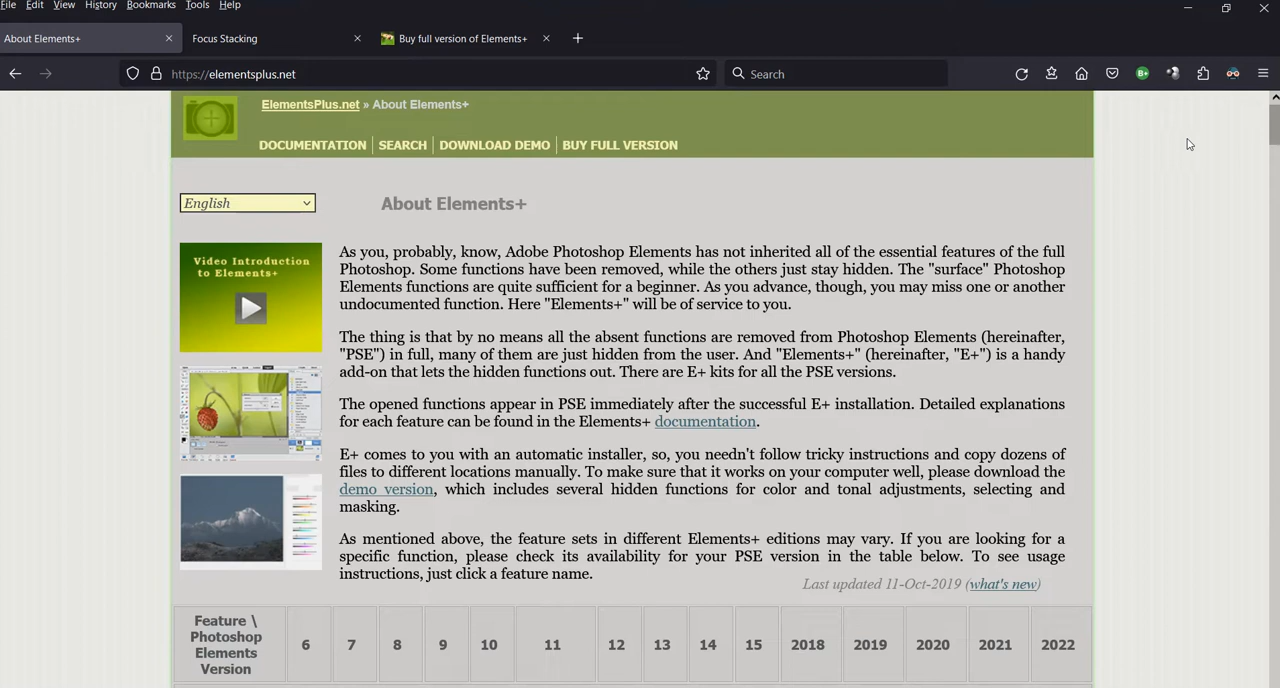 File Edit View History Bookmarks Tools Help
About Elements+ Focus Stacking Buy full version of Elements+
https://elementsplus.net Search
ElementsPlus.net » About Elements+
DOCUMENTATION SEARCH DOWNLOAD DEMO BUY FULL VERSION
English
About Elements+
Video Introduction
to Elements+
As you, probably, know, Adobe Photoshop Elements has not inherited all of the essential features of the full
Photoshop. Some functions have been removed, while the others just stay hidden. The "surface" Photoshop
Elements functions are quite sufficient for a beginner. As you advance, though, you may miss one or another
undocumented function. Here "Elements+" will be of service to you.
The thing is that by no means all the absent functions are removed from Photoshop Elements (hereinafter,
"PSE") in full, many of them are just hidden from the user. And "Elements+" (hereinafter, "E+") is a handy
add-on that lets the hidden functions out. There are E+ kits for all the PSE versions.
The opened functions appear in PSE immediately after the successful E+ installation. Detailed explanations
for each feature can be found in the Elements+ documentation.
E+ comes to you with an automatic installer, so, you needn't follow tricky instructions and copy dozens of
files to different locations manually. To make sure that it works on your computer well, please download the
demo version, which includes several hidden functions for color and tonal adjustments, selecting and
masking.
As mentioned above, the feature sets in different Elements+ editions may vary. If you are looking for a
specific function, please check its availability for your PSE version in the table below. To see usage
instructions, just click a feature name.
Last updated 11-Oct-2019 (what's new)
Feature \
Photoshop
Elements
Version
6 7 8 9 10 11 12 13 14 15 2018 2019 2020 2021 2022